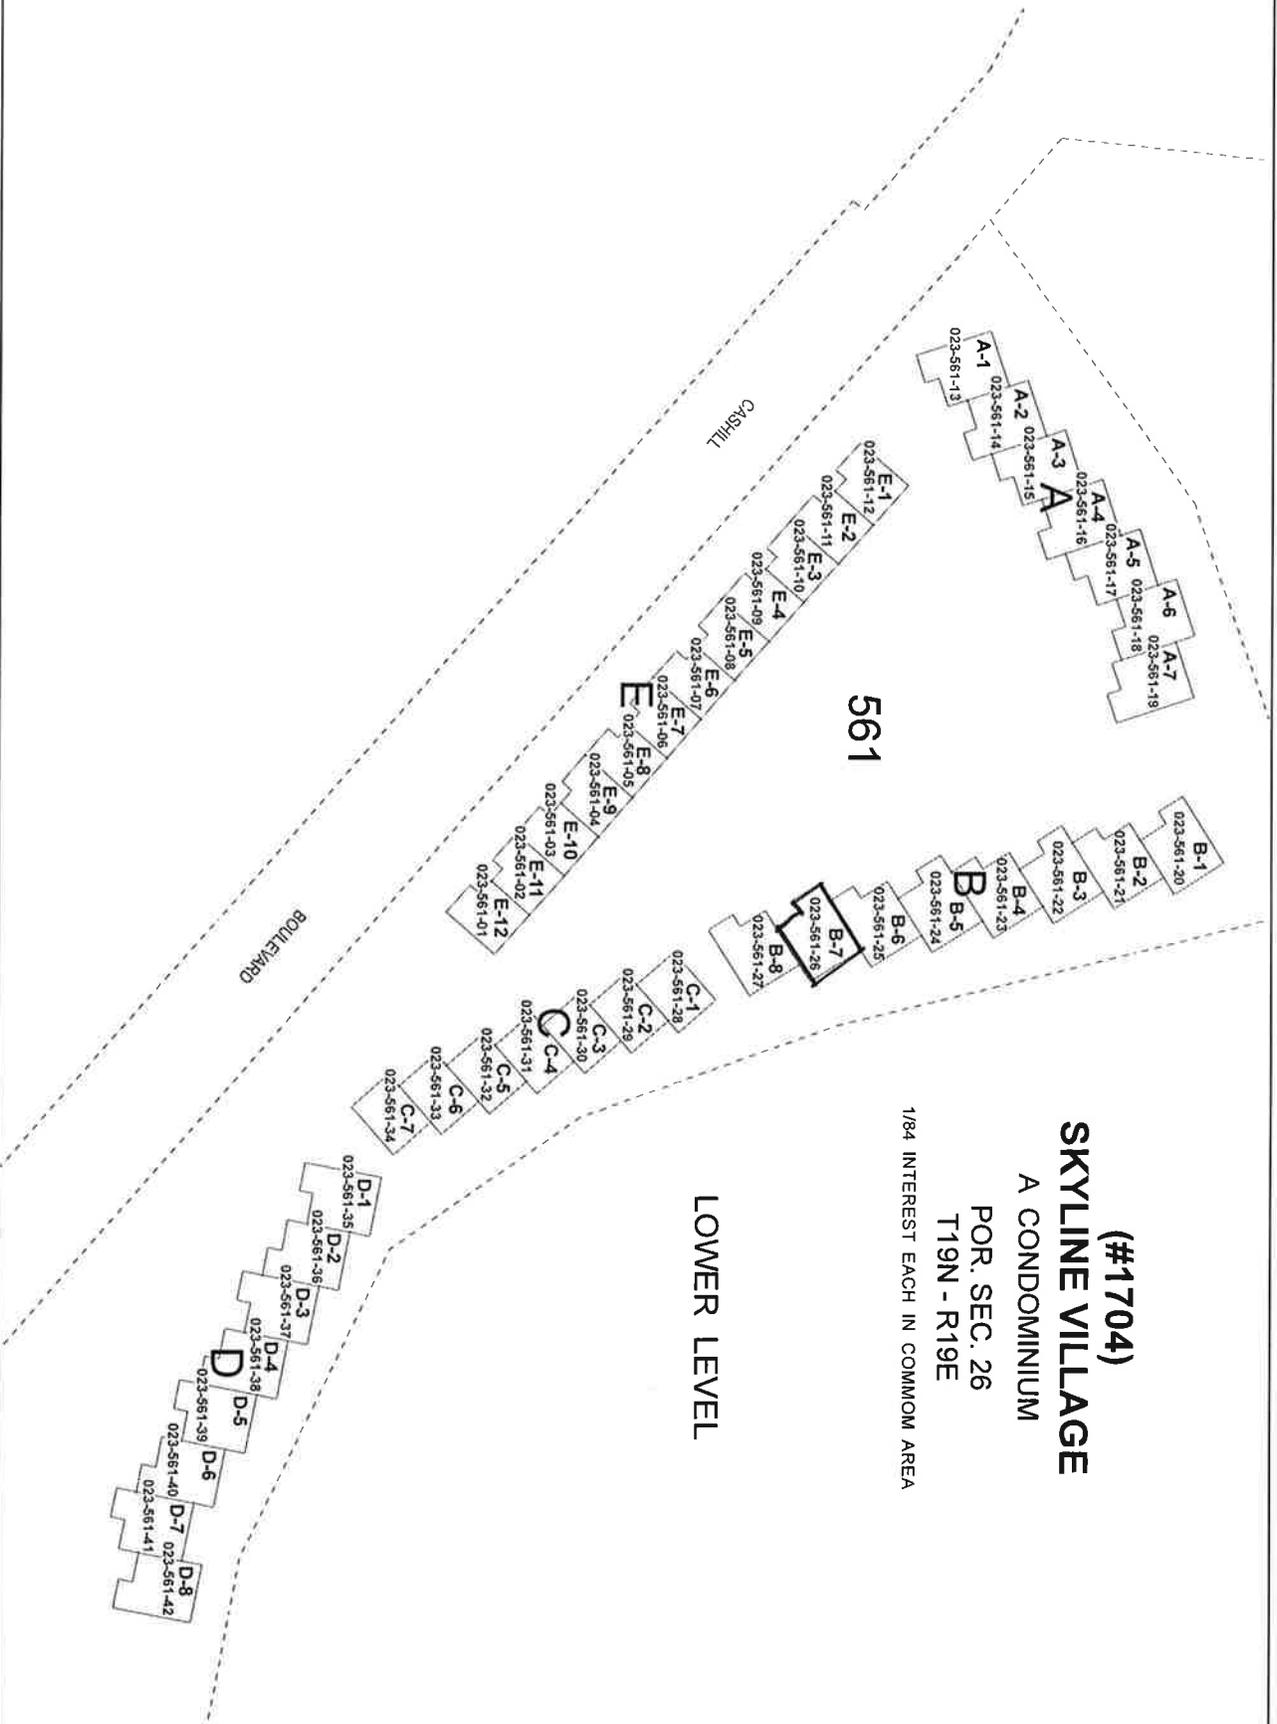 (#1704)
SKYLINE VILLAGE
A CONDOMINIUM
POR. SEC. 26
T19N - R19E
1/84 INTEREST EACH IN COMMOM AREA
LOWER LEVEL
561
A
A-1
023-561-13
A-2
023-561-14
A-3
023-561-15
A-4
023-561-16
A-5
023-561-17
A-6
023-561-18
A-7
023-561-19
B
B-1
023-561-20
B-2
023-561-21
B-3
023-561-22
B-4
023-561-23
B-5
023-561-24
B-6
023-561-25
B-7
023-561-26
B-8
023-561-27
C
C-1
023-561-28
C-2
023-561-29
C-3
023-561-30
C-4
023-561-31
C-5
023-561-32
C-6
023-561-33
C-7
023-561-34
D
D-1
023-561-35
D-2
023-561-36
D-3
023-561-37
D-4
023-561-38
D-5
023-561-39
D-6
023-561-40
D-7
023-561-41
D-8
023-561-42
E
E-1
023-561-12
E-2
023-561-11
E-3
023-561-10
E-4
023-561-09
E-5
023-561-08
E-6
023-561-07
E-7
023-561-06
E-8
023-561-05
E-9
023-561-04
E-10
023-561-03
E-11
023-561-02
E-12
023-561-01
CASHILL
BOULEVARD